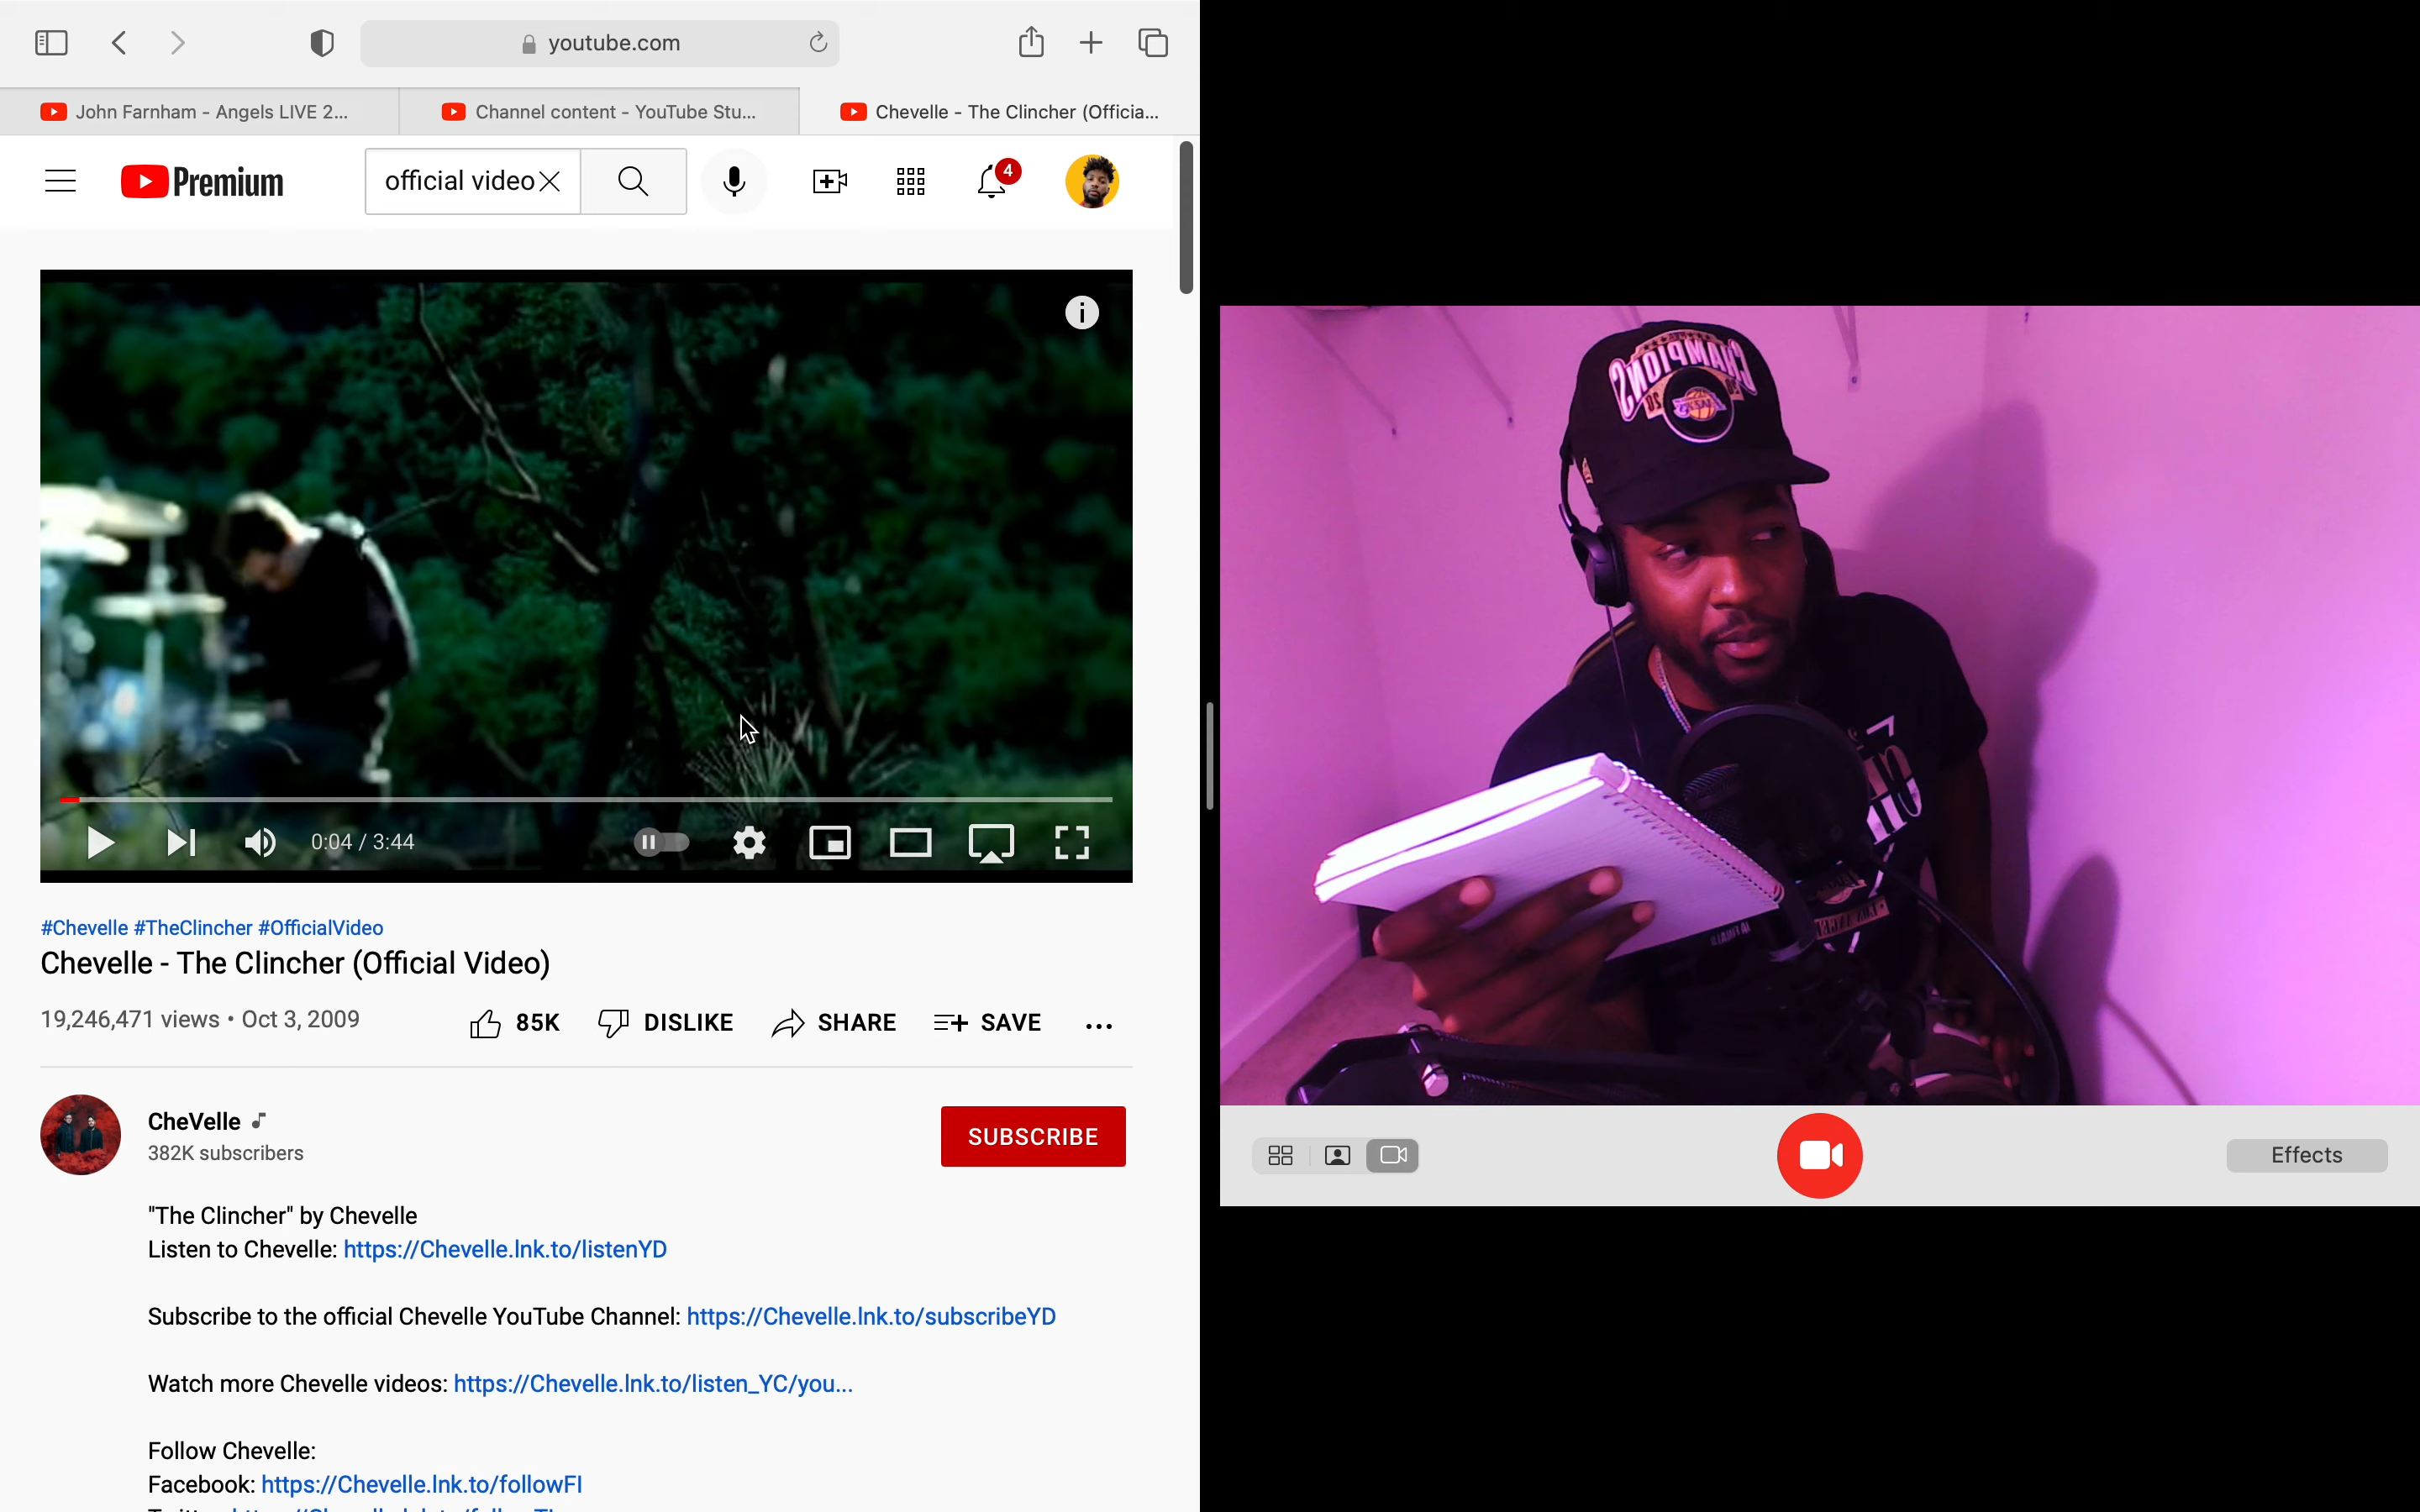 youtube.com
John Farnham - Angels LIVE 2...
Channel content - YouTube Stu...
Chevelle - The Clincher (Officia...
Premium
official video
4
i
0:04 / 3:44
#Chevelle #TheClincher #OfficialVideo
Chevelle - The Clincher (Official Video)
19,246,471 views • Oct 3, 2009
85K
DISLIKE
SHARE
SAVE
CheVelle
382K subscribers
SUBSCRIBE
"The Clincher" by Chevelle
Listen to Chevelle: https://Chevelle.lnk.to/listenYD
Subscribe to the official Chevelle YouTube Channel: https://Chevelle.lnk.to/subscribeYD
Watch more Chevelle videos: https://Chevelle.lnk.to/listen_YC/you...
Follow Chevelle:
Facebook: https://Chevelle.lnk.to/followFI
CHAMPIONS
20
LAKERS
Effects